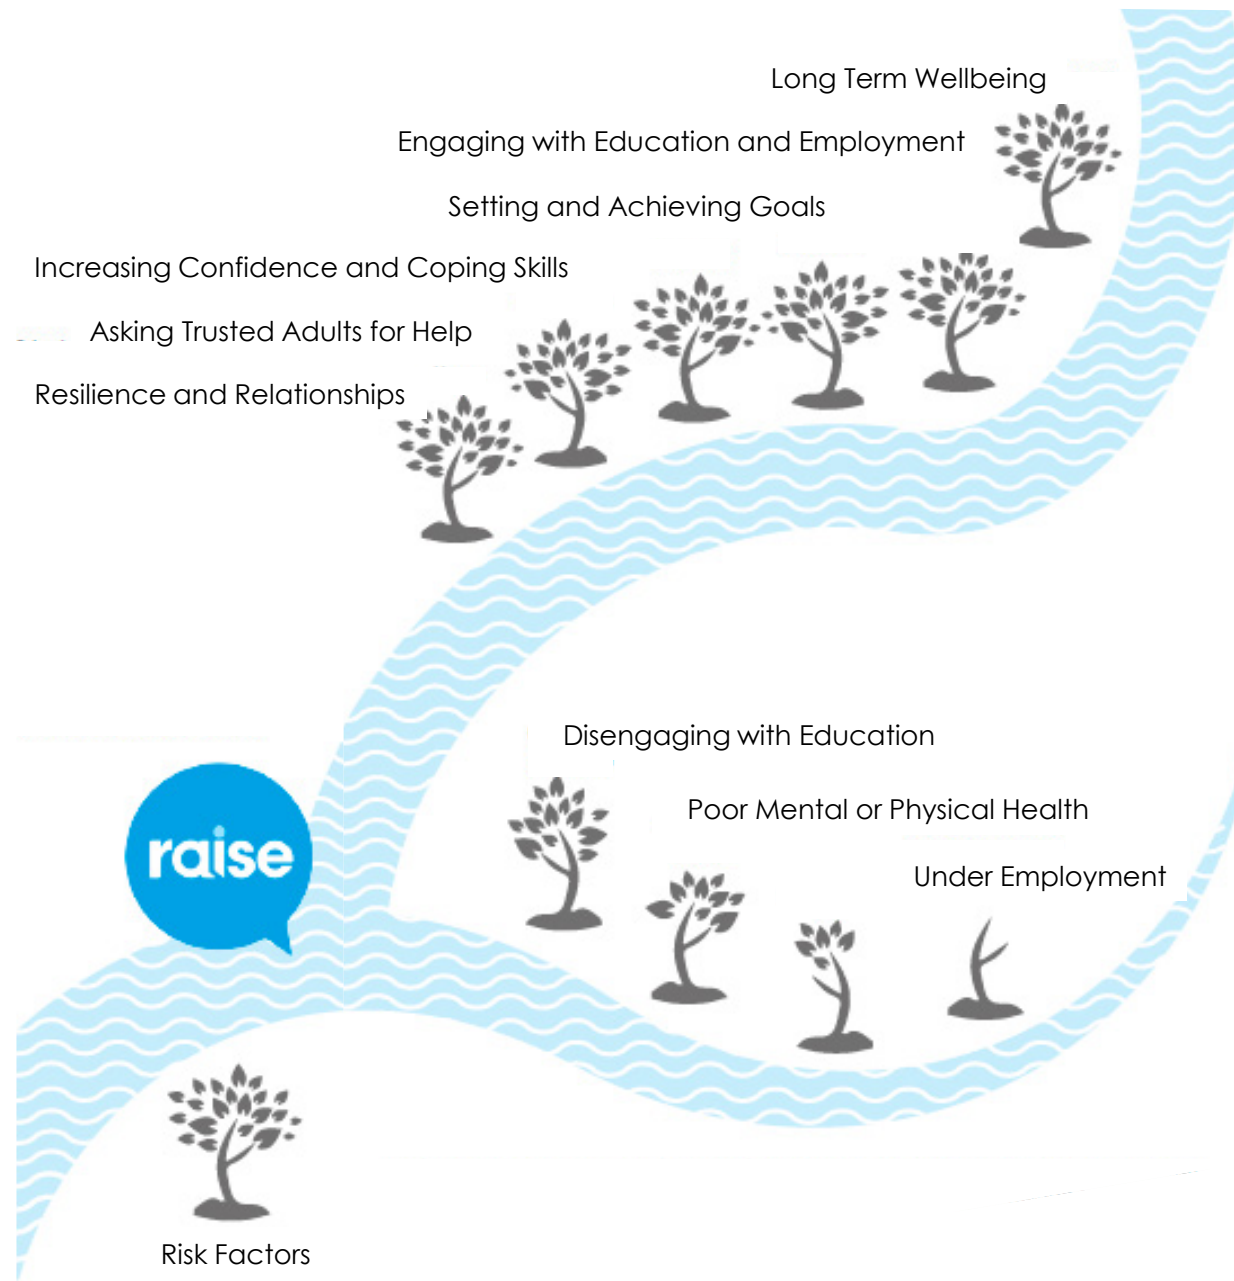 Long Term Wellbeing
Engaging with Education and Employment
Setting and Achieving Goals
Increasing Confidence and Coping Skills
Asking Trusted Adults for Help
Resilience and Relationships
Disengaging with Education
Poor Mental or Physical Health
raise
Under Employment
Risk Factors